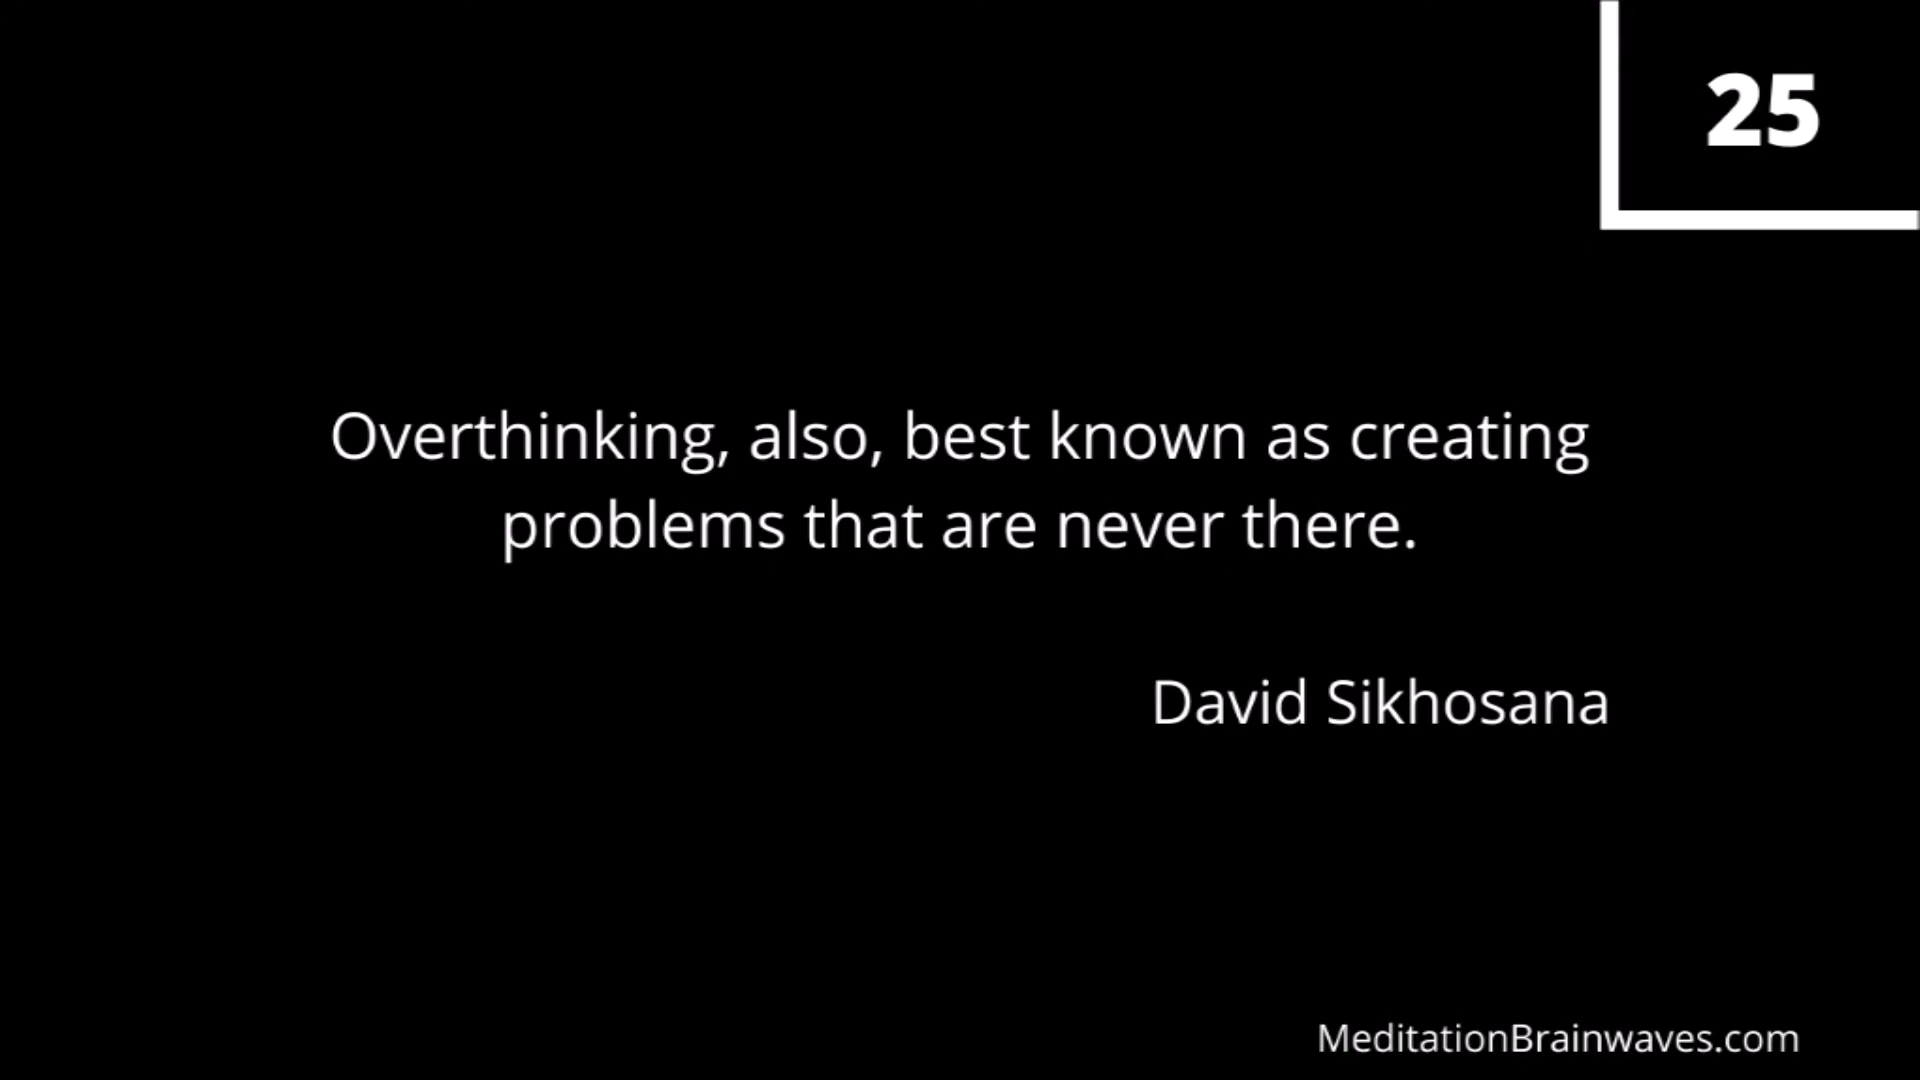 25
Overthinking, also, best known as creating
problems that are never there.
David Sikhosana
MeditationBrainwaves.com